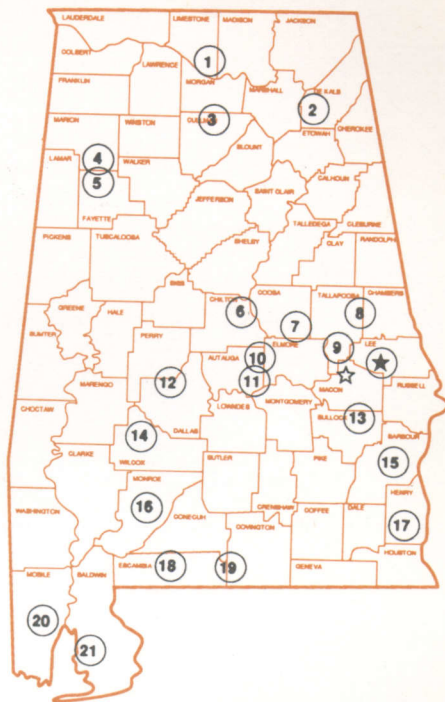 LAUDERDALE LIMESTONE MADISON JACKSON
COLBERT
LAWRENCE
1
FRANKLIN MORGAN MARSHALL DE KALB
2
MARION WINSTON CULLMAN
3
ETOWAH CHEROKEE
4
LAMAR WALKER BLOUNT
5
CALHOUN
FAYETTE JEFFERSON SAINT CLAIR
TALLEDEGA CLEBURKE
PICKENS TUSCALOOSA SHELBY CLAY RANDOLPH
BIBB
GREENE HALE CHILTON COOSA TALLAPOOSA CHAMBERS
6 7 8
SUMTER PERRY
AUTAUGA ELMORE LEE
9
10
MARENGO MACON RUSSELL
11
12
CHOCTAW LOWNDES MONTGOMERY BULLOCK
13
DALLAS
14
BARBOUR
CLARKE WILCOX BUTLER PIKE
15
MONROE HENRY
16
WASHINGTON CONECUH CRENSHAW COFFEE DALE
17
COVINGTON
HOUSTON
MOBILE BALDWIN ESCAMBIA GENEVA
18 19
20
21